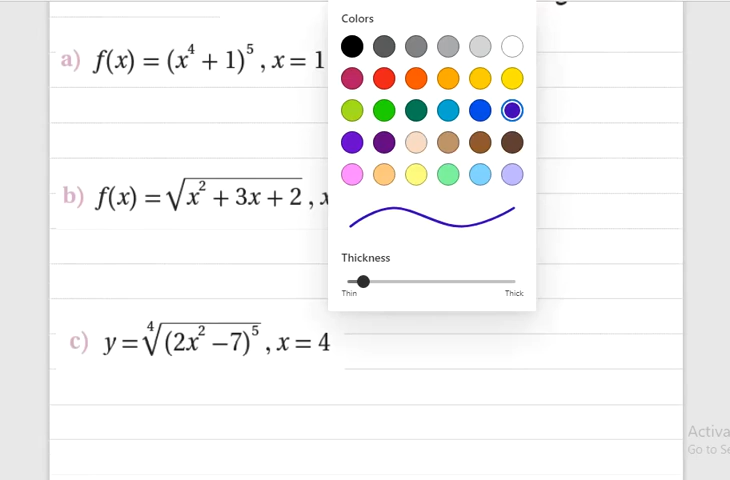 Colors
a) f(x) = (x⁴ + 1)⁵ , x = 1
b) f(x) = √(x² + 3x + 2) , x
Thickness
Thin Thick
c) y = ⁴√((2x² − 7)⁵) , x = 4
Activa
Go to Se